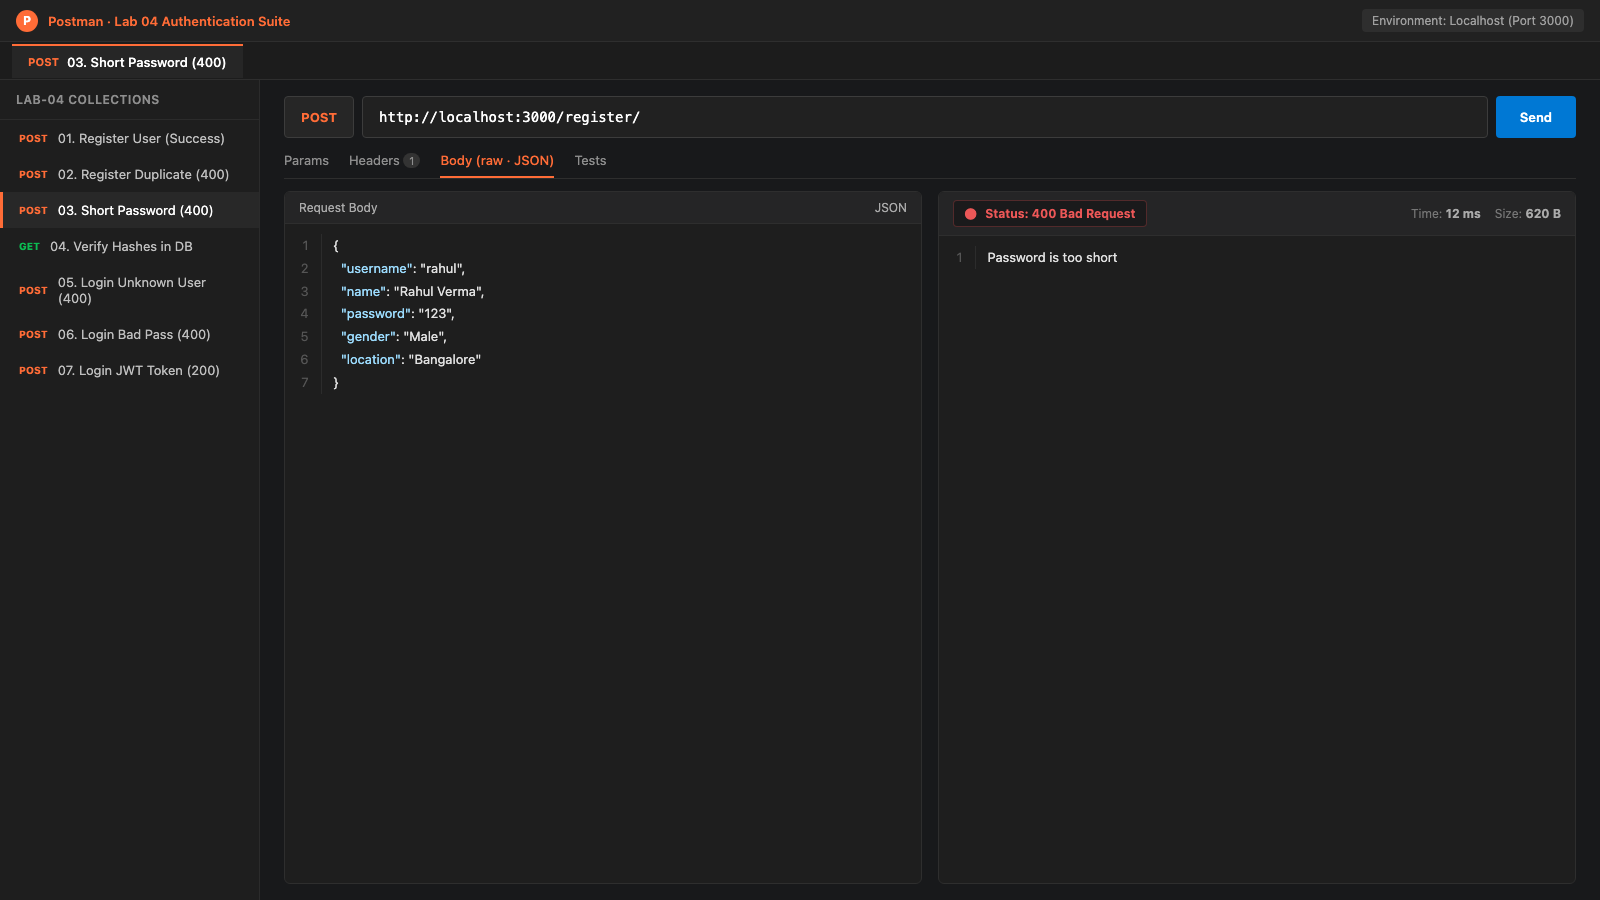 P Postman · Lab 04 Authentication Suite
Environment: Localhost (Port 3000)
POST 03. Short Password (400)
LAB-04 COLLECTIONS
POST 01. Register User (Success)
POST 02. Register Duplicate (400)
POST 03. Short Password (400)
GET 04. Verify Hashes in DB
POST 05. Login Unknown User
(400)
POST 06. Login Bad Pass (400)
POST 07. Login JWT Token (200)
POST http://localhost:3000/register/ Send
Params Headers 1 Body (raw · JSON) Tests
Request Body JSON
1 {
2 "username": "rahul",
3 "name": "Rahul Verma",
4 "password": "123",
5 "gender": "Male",
6 "location": "Bangalore"
7 }
Status: 400 Bad Request Time: 12 ms Size: 620 B
1 Password is too short